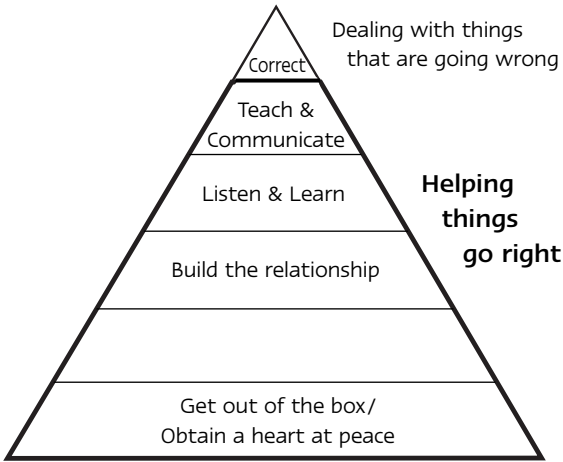 Dealing with things
that are going wrong
Correct
Teach &
Communicate
Listen & Learn
Helping
things
go right
Build the relationship
Get out of the box/
Obtain a heart at peace